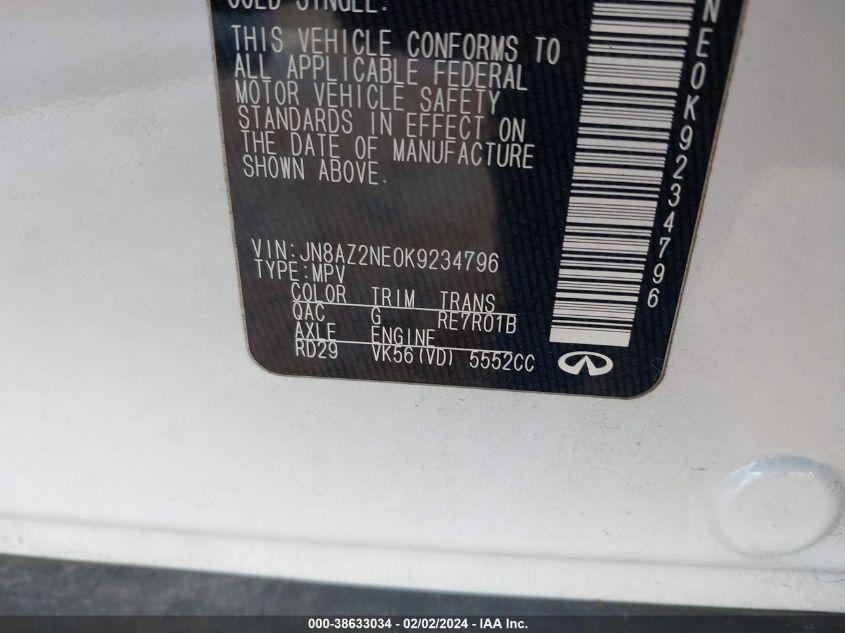 COLD SINGLE.
THIS VEHICLE CONFORMS TO
ALL APPLICABLE FEDERAL
MOTOR VEHICLE SAFETY
STANDARDS IN EFFECT ON
THE DATE OF MANUFACTURE
SHOWN ABOVE.
VIN:JN8AZ2NE0K9234796
TYPE:MPV
COLOR TRIM TRANS
QAC G RE7R01B
AXLE ENGINE
RD29 VK56(VD) 5552CC
NE0K9234796
000-38633034 - 02/02/2024 - IAA Inc.